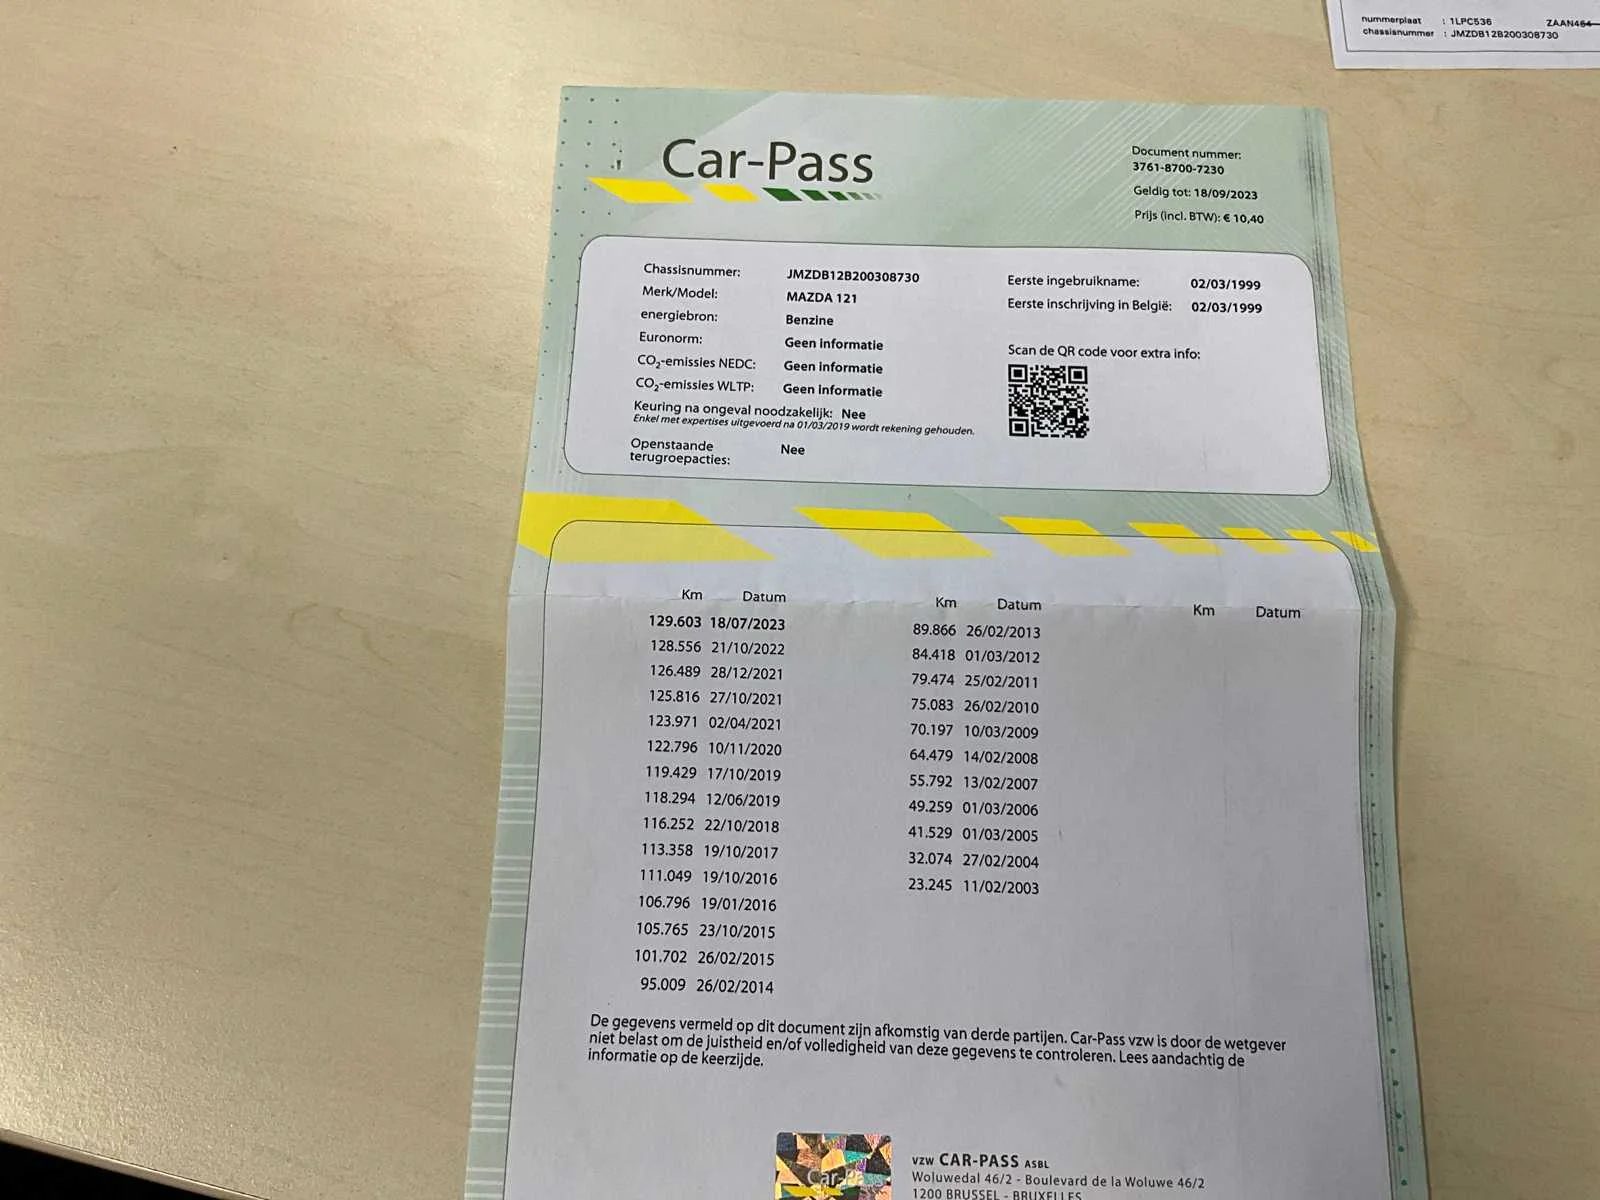 nummerplaat : 1LPC536 ZAAN464
chassisnummer : JMZDB12B200308730
Car-Pass
Document nummer:
3761-8700-7230
Geldig tot: 18/09/2023
Prijs (incl. BTW): € 10,40
Chassisnummer: JMZDB12B200308730
Merk/Model: MAZDA 121
energiebron: Benzine
Euronorm: Geen informatie
CO₂-emissies NEDC: Geen informatie
CO₂-emissies WLTP: Geen informatie
Keuring na ongeval noodzakelijk: Nee
Enkel met expertises uitgevoerd na 01/03/2019 wordt rekening gehouden.
Openstaande
terugroepacties: Nee
Eerste ingebruikname: 02/03/1999
Eerste inschrijving in België: 02/03/1999
Scan de QR code voor extra info:
Km Datum
129.603 18/07/2023
128.556 21/10/2022
126.489 28/12/2021
125.816 27/10/2021
123.971 02/04/2021
122.796 10/11/2020
119.429 17/10/2019
118.294 12/06/2019
116.252 22/10/2018
113.358 19/10/2017
111.049 19/10/2016
106.796 19/01/2016
105.765 23/10/2015
101.702 26/02/2015
95.009 26/02/2014
Km Datum
89.866 26/02/2013
84.418 01/03/2012
79.474 25/02/2011
75.083 26/02/2010
70.197 10/03/2009
64.479 14/02/2008
55.792 13/02/2007
49.259 01/03/2006
41.529 01/03/2005
32.074 27/02/2004
23.245 11/02/2003
Km Datum
De gegevens vermeld op dit document zijn afkomstig van derde partijen. Car-Pass vzw is door de wetgever
niet belast om de juistheid en/of volledigheid van deze gegevens te controleren. Lees aandachtig de
informatie op de keerzijde.
Car-Pass
vzw CAR-PASS ASBL
Woluwedal 46/2 - Boulevard de la Woluwe 46/2
1200 BRUSSEL - BRUXELLES